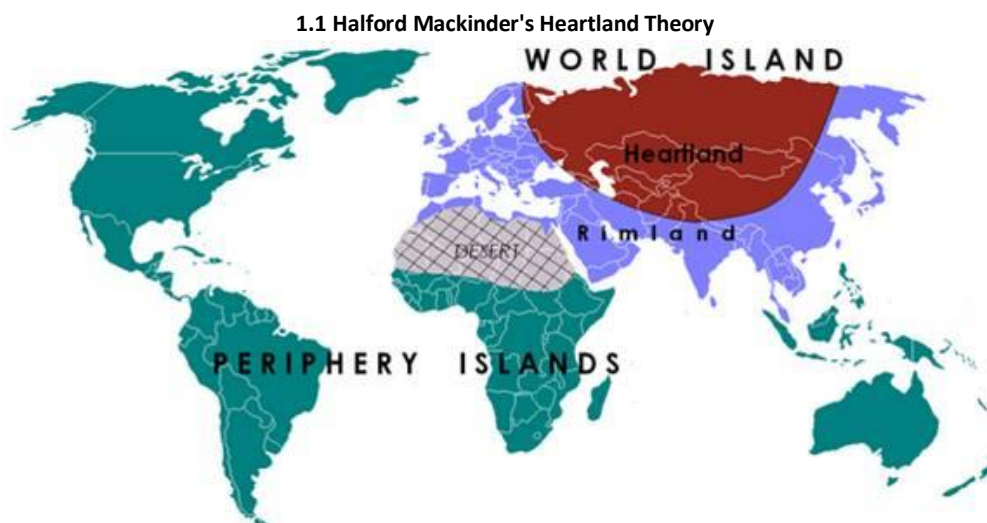 1.1 Halford Mackinder's Heartland Theory
WORLD ISLAND
Heartland
Rimland
DESERT
PERIPHERY ISLANDS